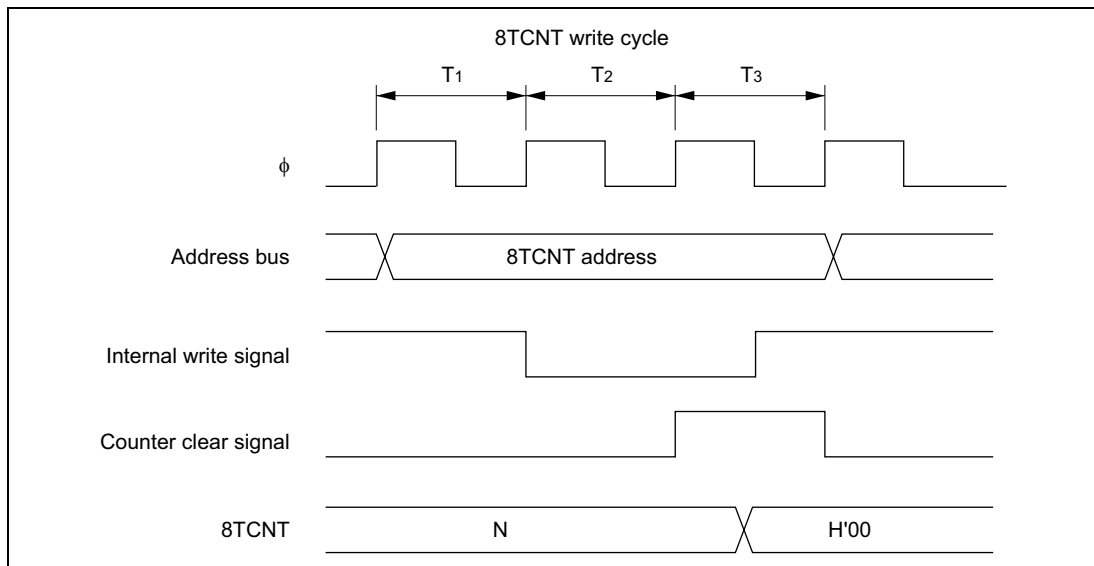 8TCNT write cycle
T1 T2 T3
ϕ
Address bus 8TCNT address
Internal write signal
Counter clear signal
8TCNT N H'00